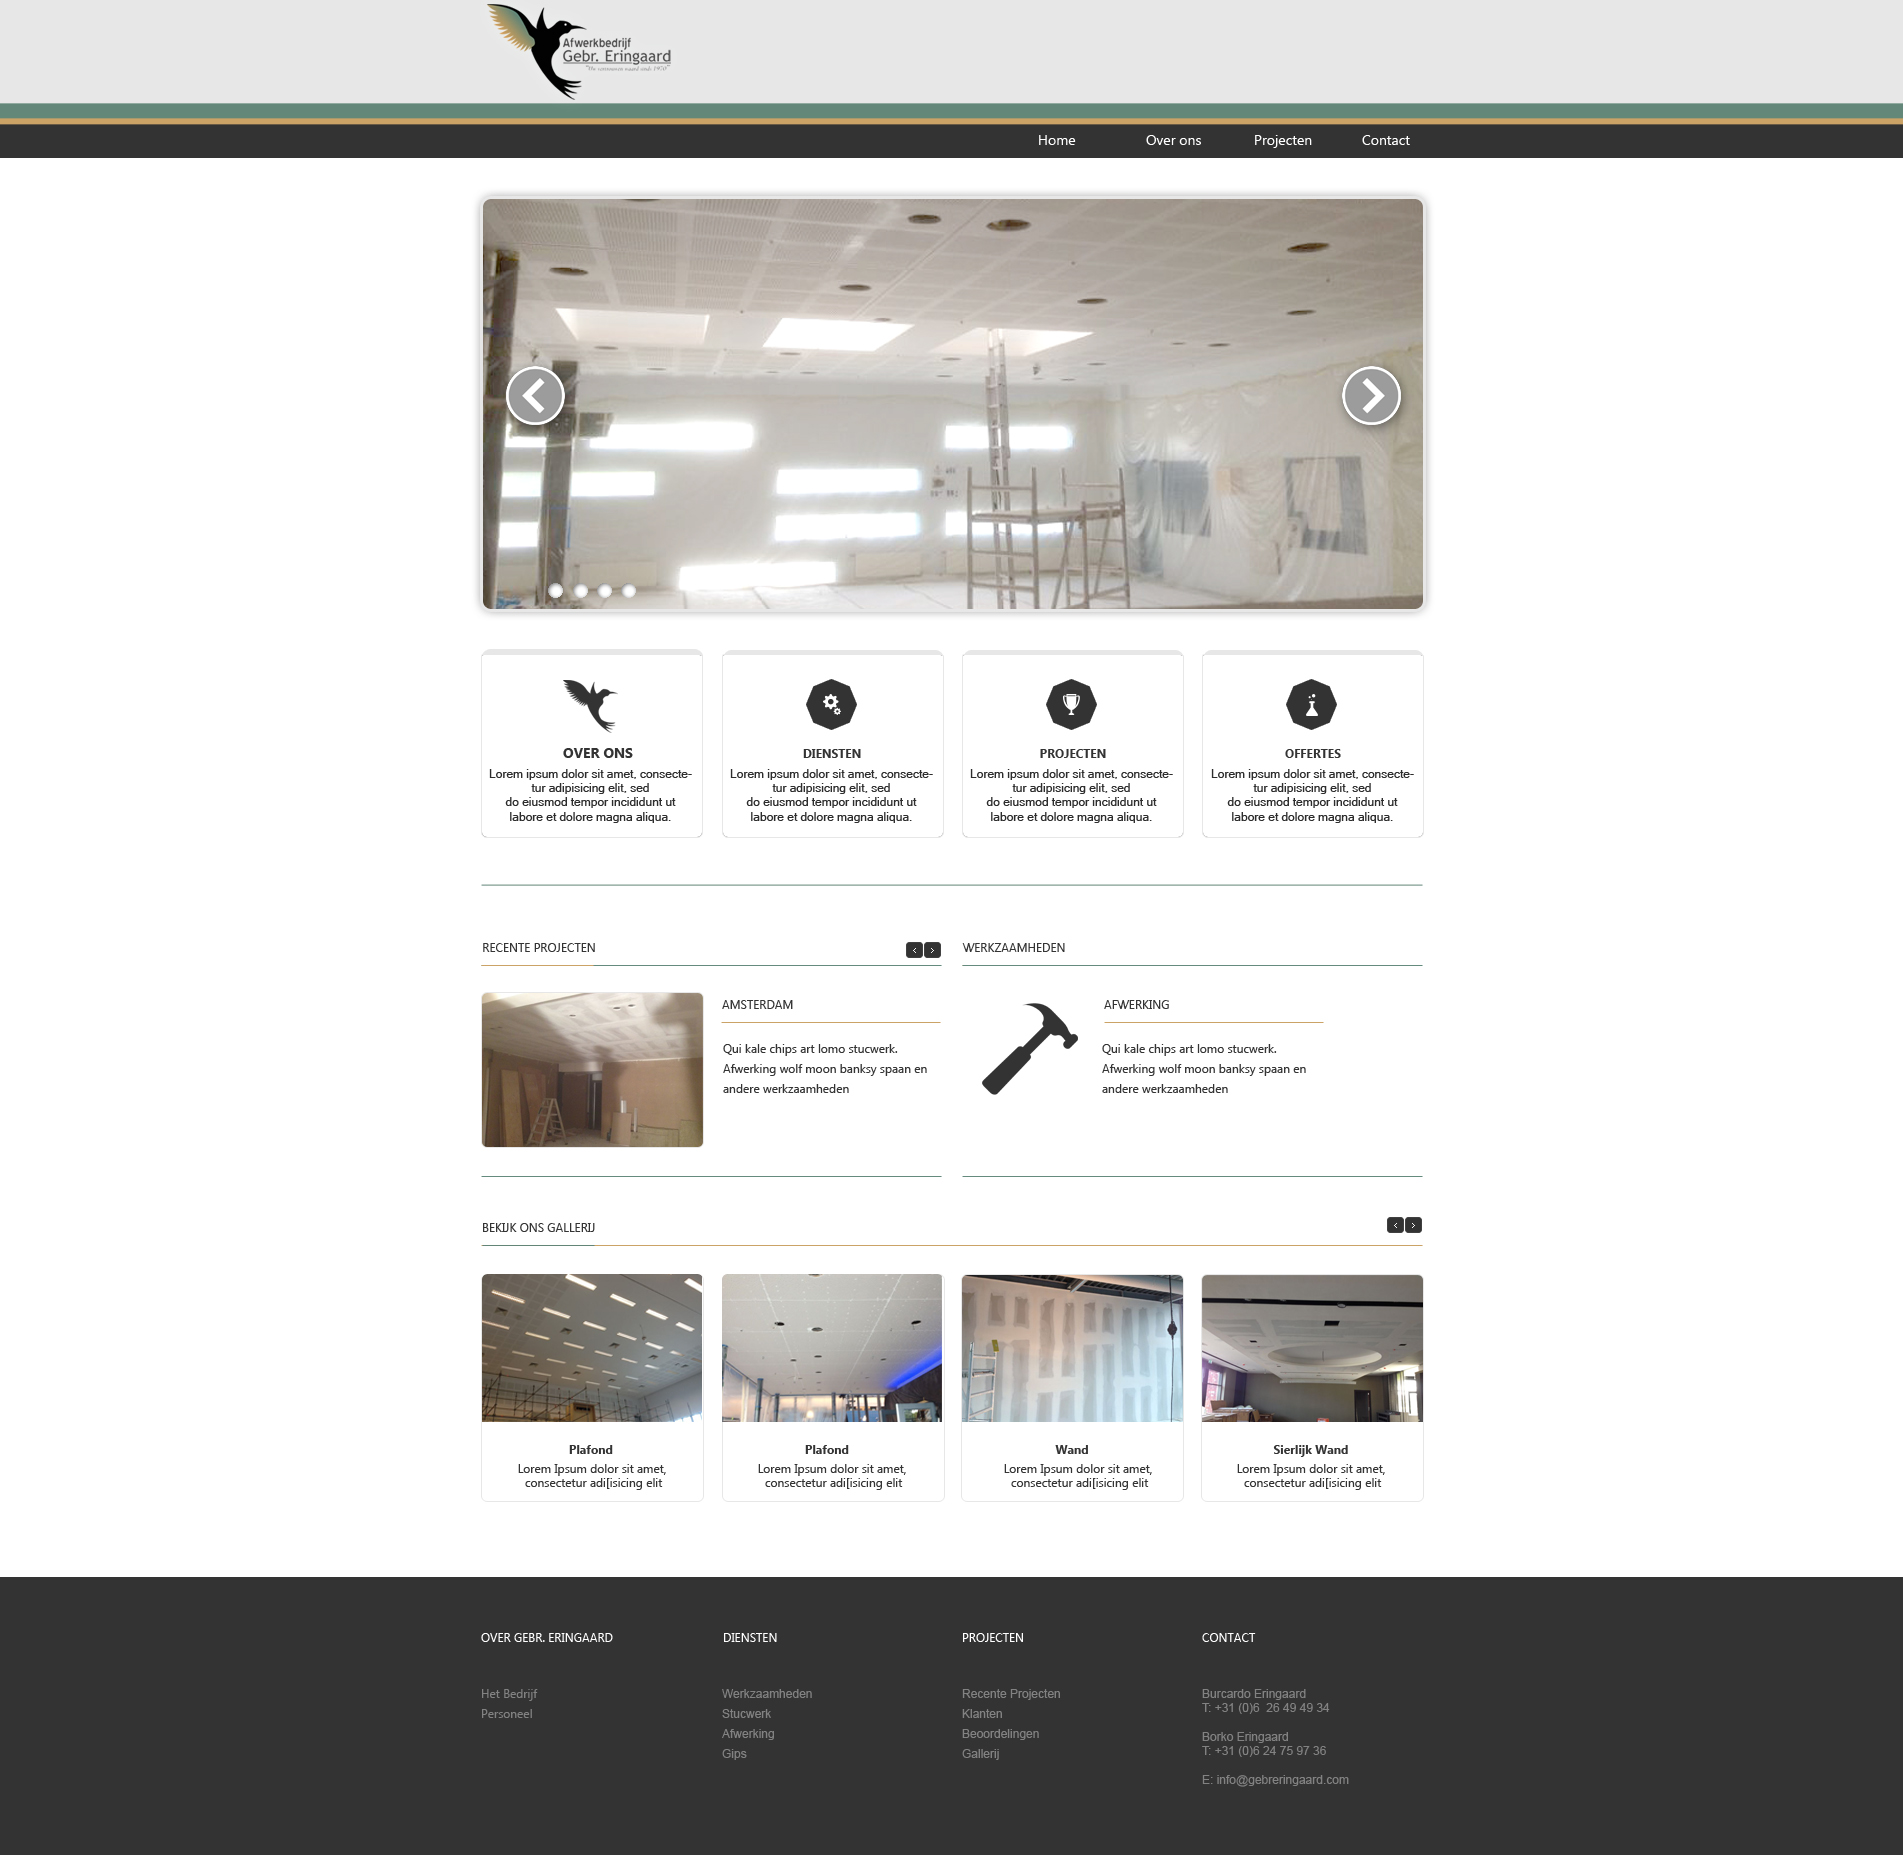 Afwerkbedrijf
Gebr. Eringaard
Home
Over ons
Projecten
Contact
OVER ONS
Lorem ipsum dolor sit amet, consecte-
tur adipisicing elit, sed
do eiusmod tempor incididunt ut
labore et dolore magna aliqua.
DIENSTEN
Lorem ipsum dolor sit amet, consecte-
tur adipisicing elit, sed
do eiusmod tempor incididunt ut
labore et dolore magna aliqua.
PROJECTEN
Lorem ipsum dolor sit amet, consecte-
tur adipisicing elit, sed
do eiusmod tempor incididunt ut
labore et dolore magna aliqua.
OFFERTES
Lorem ipsum dolor sit amet, consecte-
tur adipisicing elit, sed
do eiusmod tempor incididunt ut
labore et dolore magna aliqua.
RECENTE PROJECTEN
AMSTERDAM
Qui kale chips art lomo stucwerk.
Afwerking wolf moon banksy spaan en
andere werkzaamheden
WERKZAAMHEDEN
AFWERKING
Qui kale chips art lomo stucwerk.
Afwerking wolf moon banksy spaan en
andere werkzaamheden
BEKIJK ONS GALLERIJ
Plafond
Lorem Ipsum dolor sit amet,
consectetur adi[isicing elit
Plafond
Lorem Ipsum dolor sit amet,
consectetur adi[isicing elit
Wand
Lorem Ipsum dolor sit amet,
consectetur adi[isicing elit
Sierlijk Wand
Lorem Ipsum dolor sit amet,
consectetur adi[isicing elit
OVER GEBR. ERINGAARD
Het Bedrijf
Personeel
DIENSTEN
Werkzaamheden
Stucwerk
Afwerking
Gips
PROJECTEN
Recente Projecten
Klanten
Beoordelingen
Gallerij
CONTACT
Burcardo Eringaard
T: +31 (0)6  26 49 49 34
Borko Eringaard
T: +31 (0)6 24 75 97 36
E: info@gebreringaard.com